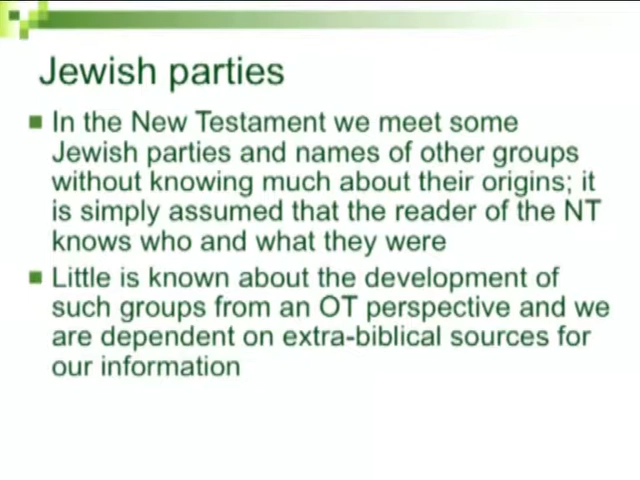 Jewish parties
In the New Testament we meet some
Jewish parties and names of other groups
without knowing much about their origins; it
is simply assumed that the reader of the NT
knows who and what they were
Little is known about the development of
such groups from an OT perspective and we
are dependent on extra-biblical sources for
our information